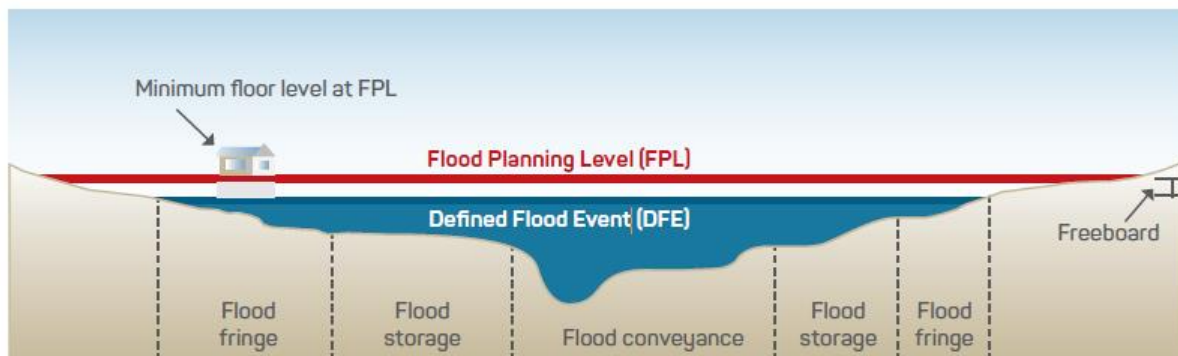 Minimum floor level at FPL
Flood Planning Level (FPL)
Defined Flood Event (DFE)
Freeboard
Flood
fringe
Flood
storage
Flood conveyance
Flood
storage
Flood
fringe